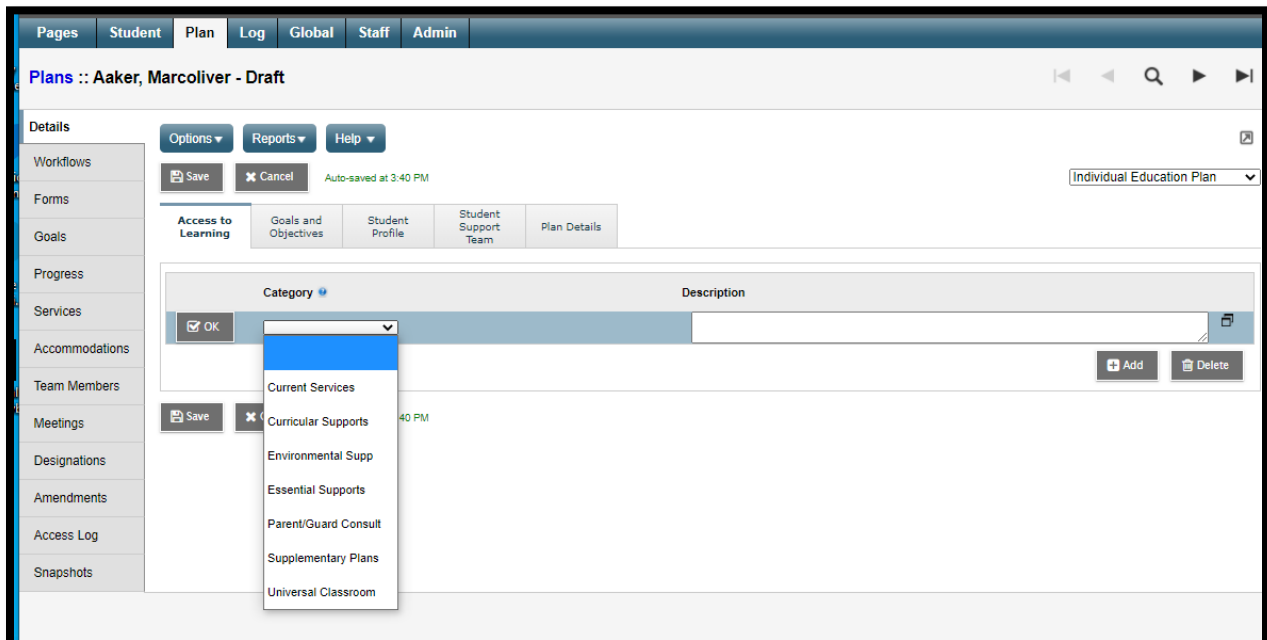 Pages Student Plan Log Global Staff Admin
Plans :: Aaker, Marcoliver - Draft
Details
Workflows
Forms
Goals
Progress
Services
Accommodations
Team Members
Meetings
Designations
Amendments
Access Log
Snapshots
Options Reports Help
Save Cancel Auto-saved at 3:40 PM Individual Education Plan
Access to
Learning
Goals and
Objectives
Student
Profile
Student
Support
Team
Plan Details
Category Description
OK
Add Delete
Current Services
Curricular Supports
Environmental Supp
Essential Supports
Parent/Guard Consult
Supplementary Plans
Universal Classroom
Save 40 PM